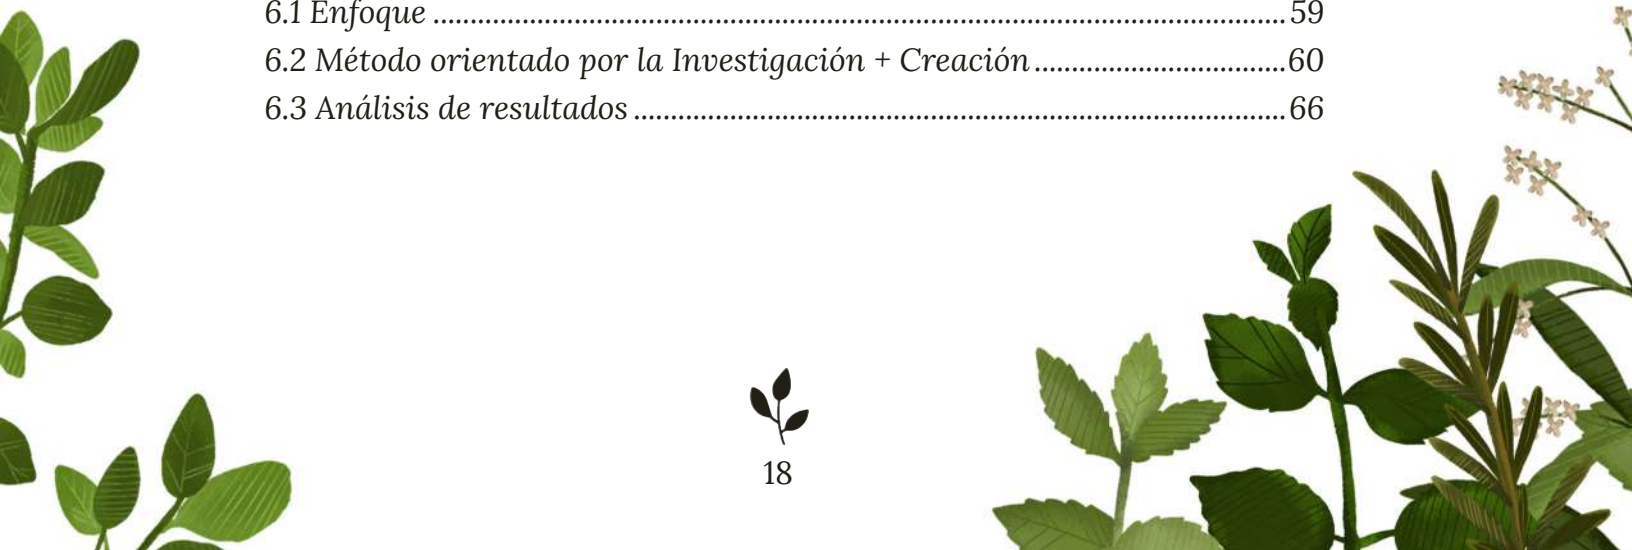 6.1 Enfoque ........................................................................................................................ 59
6.2 Método orientado por la Investigación + Creación ................................... 60
6.3 Análisis de resultados ........................................................................................... 66
18